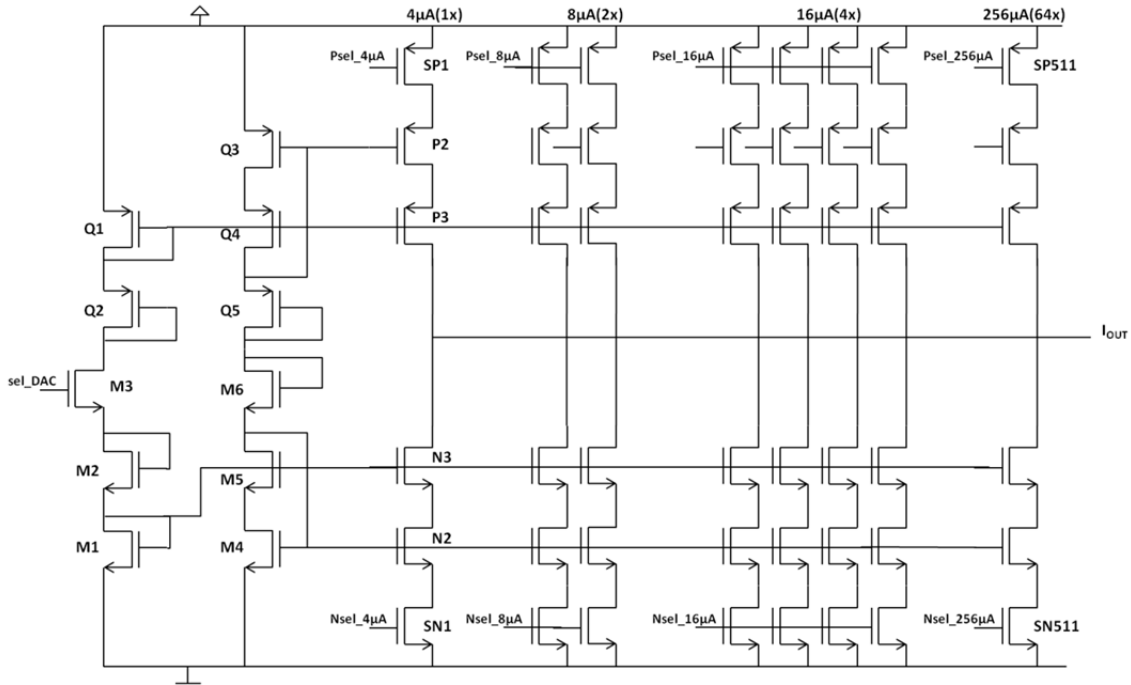 4µA(1x) 8µA(2x) 16µA(4x) 256µA(64x)
Psel_4µA SP1 Psel_8µA Psel_16µA Psel_256µA SP511
Q3 P2
Q1 Q4 P3
Q2 Q5
I_OUT
sel_DAC M3 M6
M2 M5 N3
M1 M4 N2
Nsel_4µA SN1 Nsel_8µA Nsel_16µA Nsel_256µA SN511